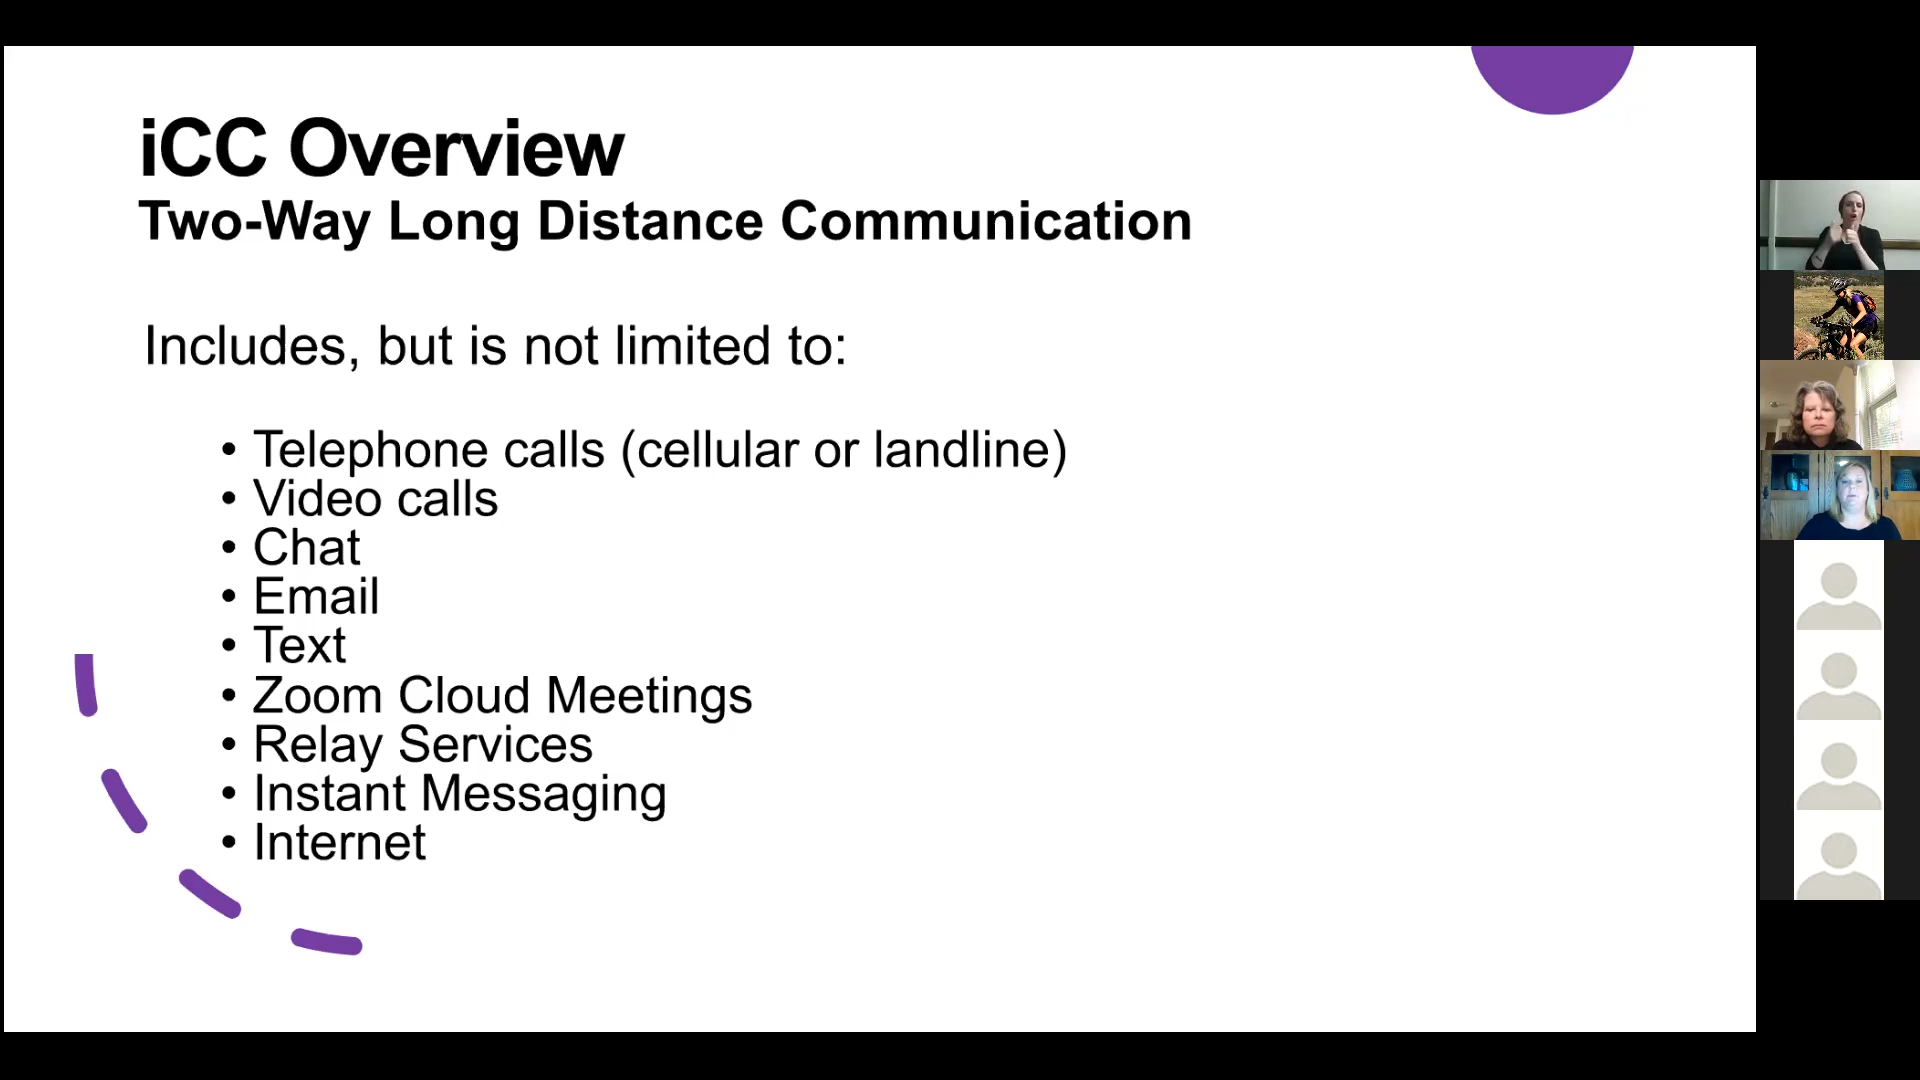 iCC Overview
Two-Way Long Distance Communication
Includes, but is not limited to:
• Telephone calls (cellular or landline)
• Video calls
• Chat
• Email
• Text
• Zoom Cloud Meetings
• Relay Services
• Instant Messaging
• Internet